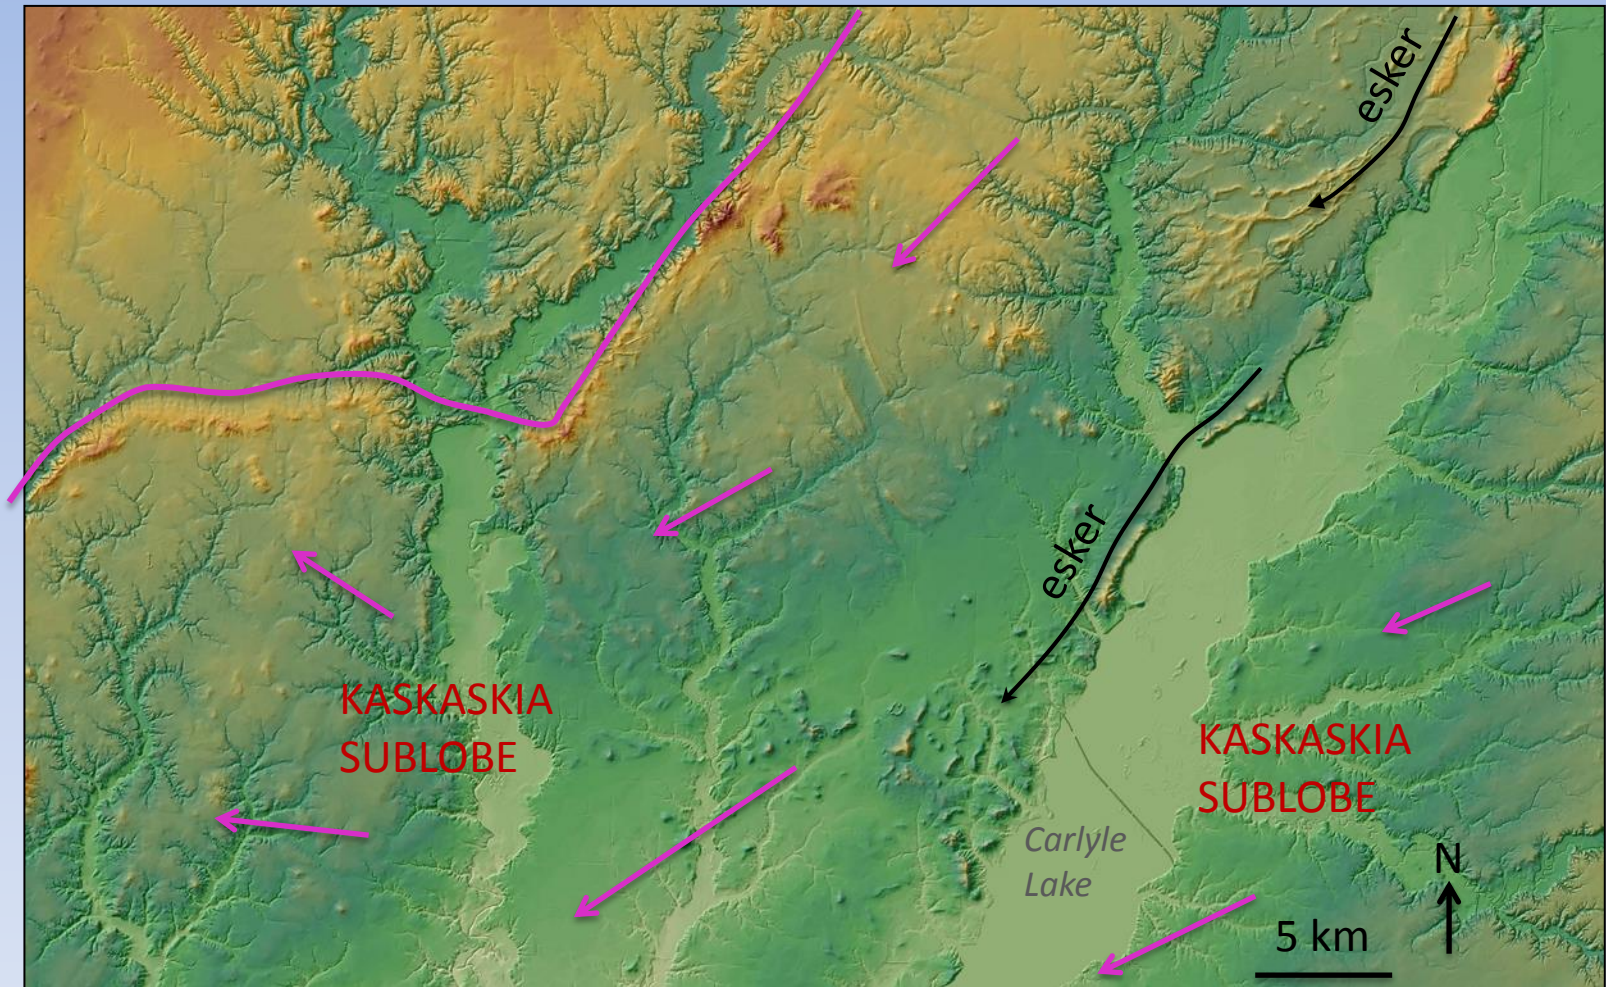 esker
esker
KASKASKIA
SUBLOBE
KASKASKIA
SUBLOBE
Carlyle
Lake
N
5 km